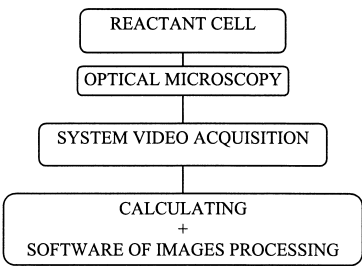 REACTANT CELL
OPTICAL MICROSCOPY
SYSTEM VIDEO ACQUISITION
CALCULATING
+
SOFTWARE OF IMAGES PROCESSING